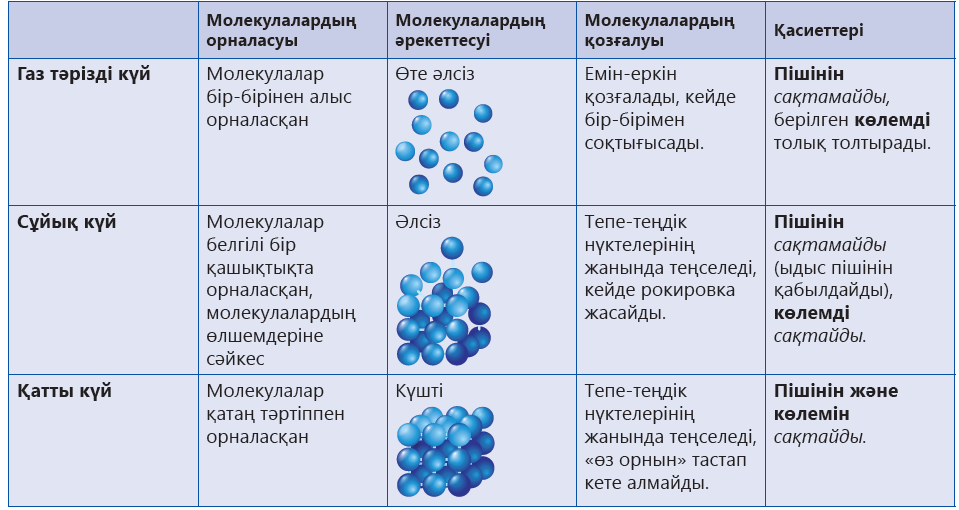 Молекулалардың
орналасуы
Молекулалардың
әрекеттесуі
Молекулалардың
қозғалуы
Қасиеттері
Газ тәрізді күй
Молекулалар
бір-бірінен алыс
орналасқан
Өте әлсіз
Емін-еркін
қозғалады, кейде
бір-бірімен
соқтығысады.
Пішінін
сақтамайды,
берілген көлемді
толық толтырады.
Сұйық күй
Молекулалар
белгілі бір
қашықтықта
орналасқан,
молекулалардың
өлшемдеріне
сәйкес
Әлсіз
Тепе-теңдік
нүктелерінің
жанында теңселеді,
кейде рокировка
жасайды.
Пішінін
сақтамайды
(ыдыс пішінін
қабылдайды),
көлемді
сақтайды.
Қатты күй
Молекулалар
қатаң тәртіппен
орналасқан
Күшті
Тепе-теңдік
нүктелерінің
жанында теңселеді,
«өз орнын» тастап
кете алмайды.
Пішінін және
көлемін
сақтайды.